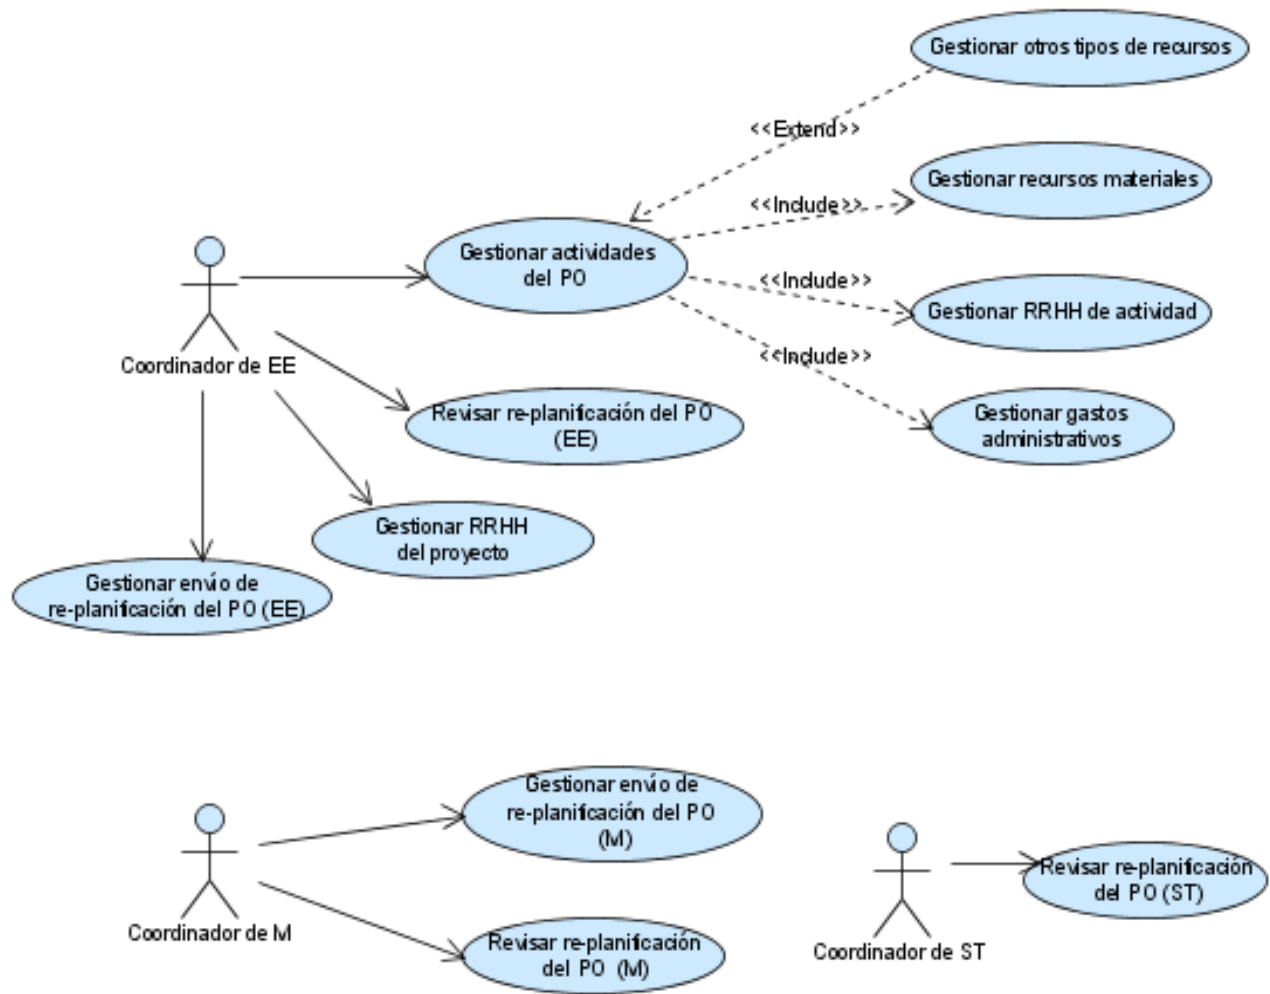 Gestionar otros tipos de recursos
<<Extend>>
Gestionar recursos materiales
<<Include>>
Gestionar actividades
del PO
<<Include>>
Gestionar RRHH de actividad
<<Include>>
Coordinador de EE
Gestionar gastos
administrativos
Revisar re-planificación del PO
(EE)
Gestionar RRHH
del proyecto
Gestionar envío de
re-planificación del PO (EE)
Gestionar envío de
re-planificación del PO
(M)
Coordinador de M
Revisar re-planificación
del PO (M)
Revisar re-planificación
del PO (ST)
Coordinador de ST